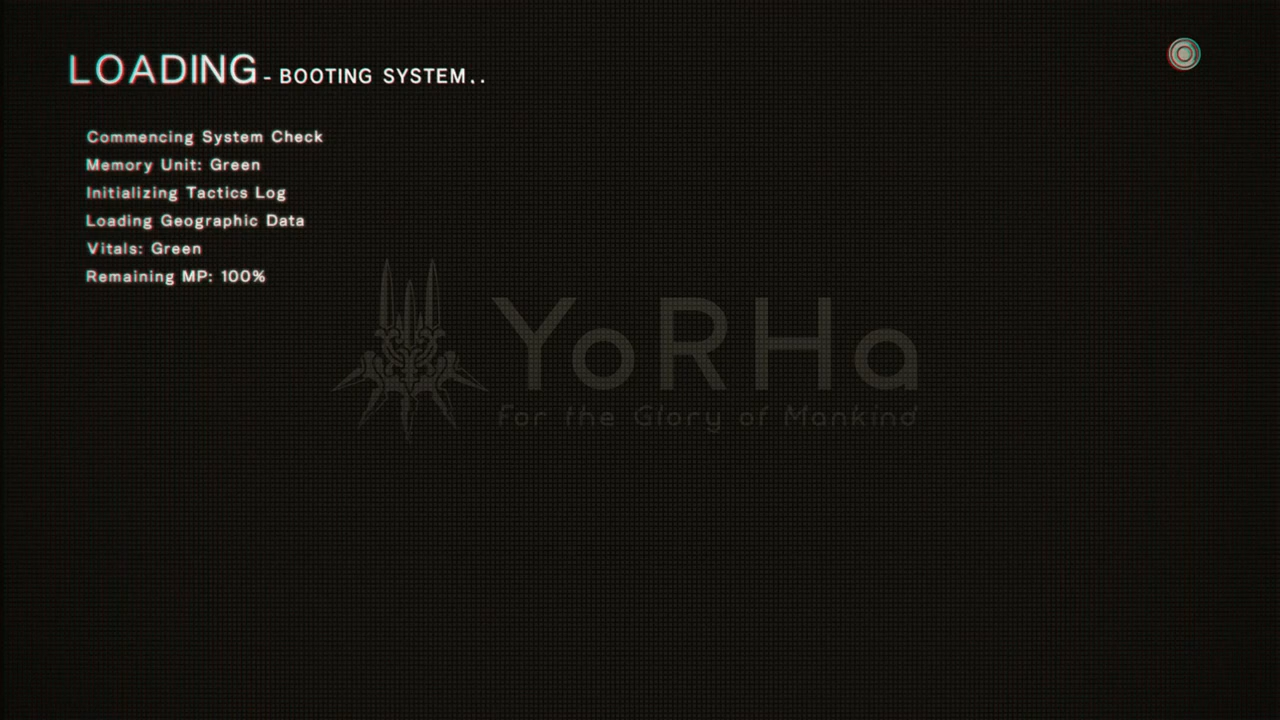 LOADING - BOOTING SYSTEM..
Commencing System Check
Memory Unit: Green
Initializing Tactics Log
Loading Geographic Data
Vitals: Green
Remaining MP: 100%
YoRHa
For the Glory of Mankind